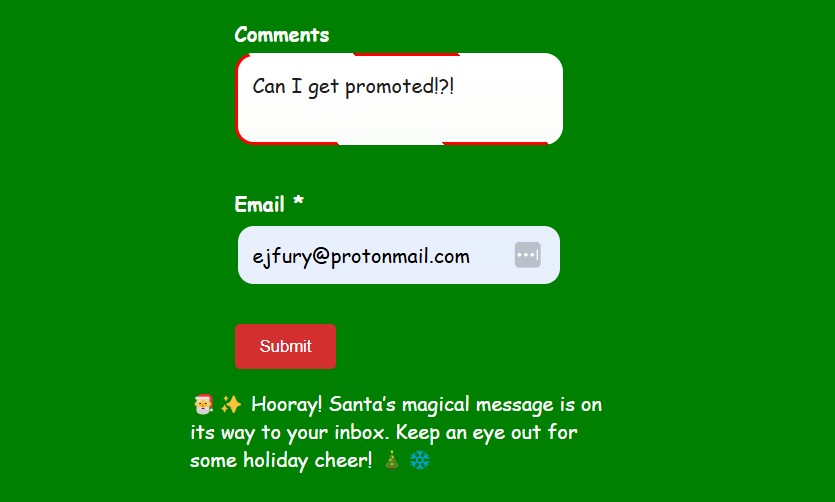 Comments
Can I get promoted!?!
Email *
ejfury@protonmail.com
Submit
🎅✨ Hooray! Santa's magical message is on
its way to your inbox. Keep an eye out for
some holiday cheer! 🎄❄️